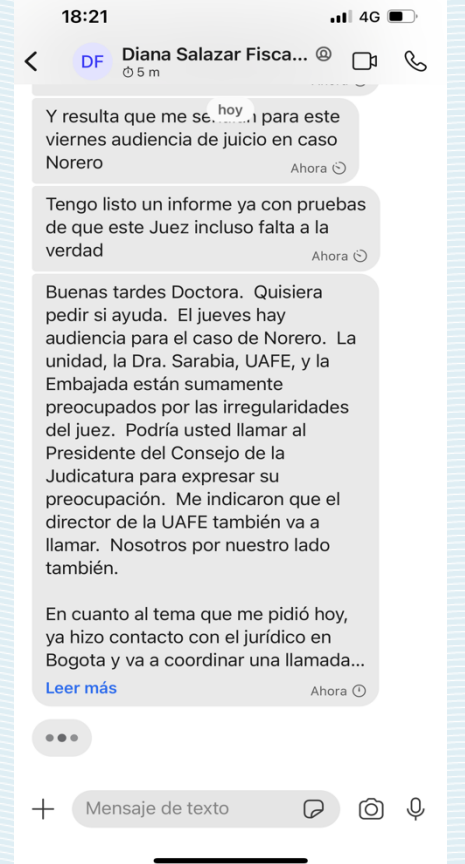 18:21
4G
DF
Diana Salazar Fisca...
5 m
hoy
Y resulta que me para este
viernes audiencia de juicio en caso
Norero
Ahora
Tengo listo un informe ya con pruebas
de que este Juez incluso falta a la
verdad
Ahora
Buenas tardes Doctora. Quisiera
pedir si ayuda. El jueves hay
audiencia para el caso de Norero. La
unidad, la Dra. Sarabia, UAFE, y la
Embajada están sumamente
preocupados por las irregularidades
del juez. Podría usted llamar al
Presidente del Consejo de la
Judicatura para expresar su
preocupación. Me indicaron que el
director de la UAFE también va a
llamar. Nosotros por nuestro lado
también.
En cuanto al tema que me pidió hoy,
ya hizo contacto con el jurídico en
Bogota y va a coordinar una llamada...
Leer más
Ahora
Mensaje de texto